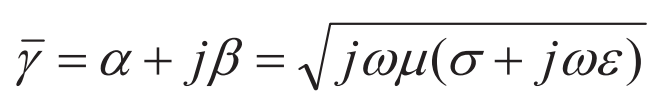 γ̅ = α + jβ = √(jωμ(σ + jωε))